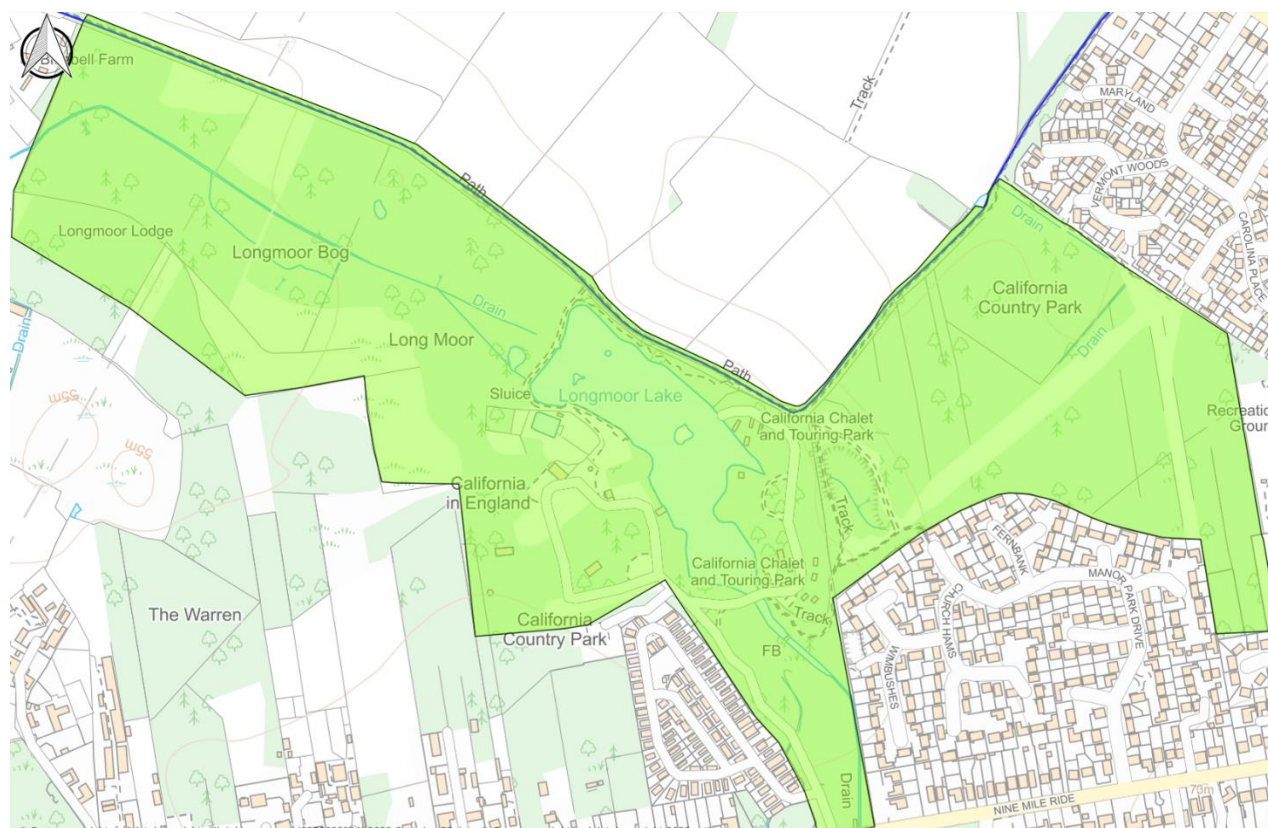 Farm
Track
MARYLAND
VERMONT WOODS
CAROLINA PLACE
Path
Drain
Longmoor Lodge
Longmoor Bog
California
Country Park
Drain
Drain
Drain
Long Moor
Path
Sluice
Longmoor Lake
55m
55m
California Chalet
and Touring Park
California
in England
Track
FERNBANK
CHURCH HAMS
MANOR PARK DRIVE
WIMBUSHES
California Chalet
and Touring Park
The Warren
California
Country Park
Track
FB
Drain
NINE MILE RIDE
73m